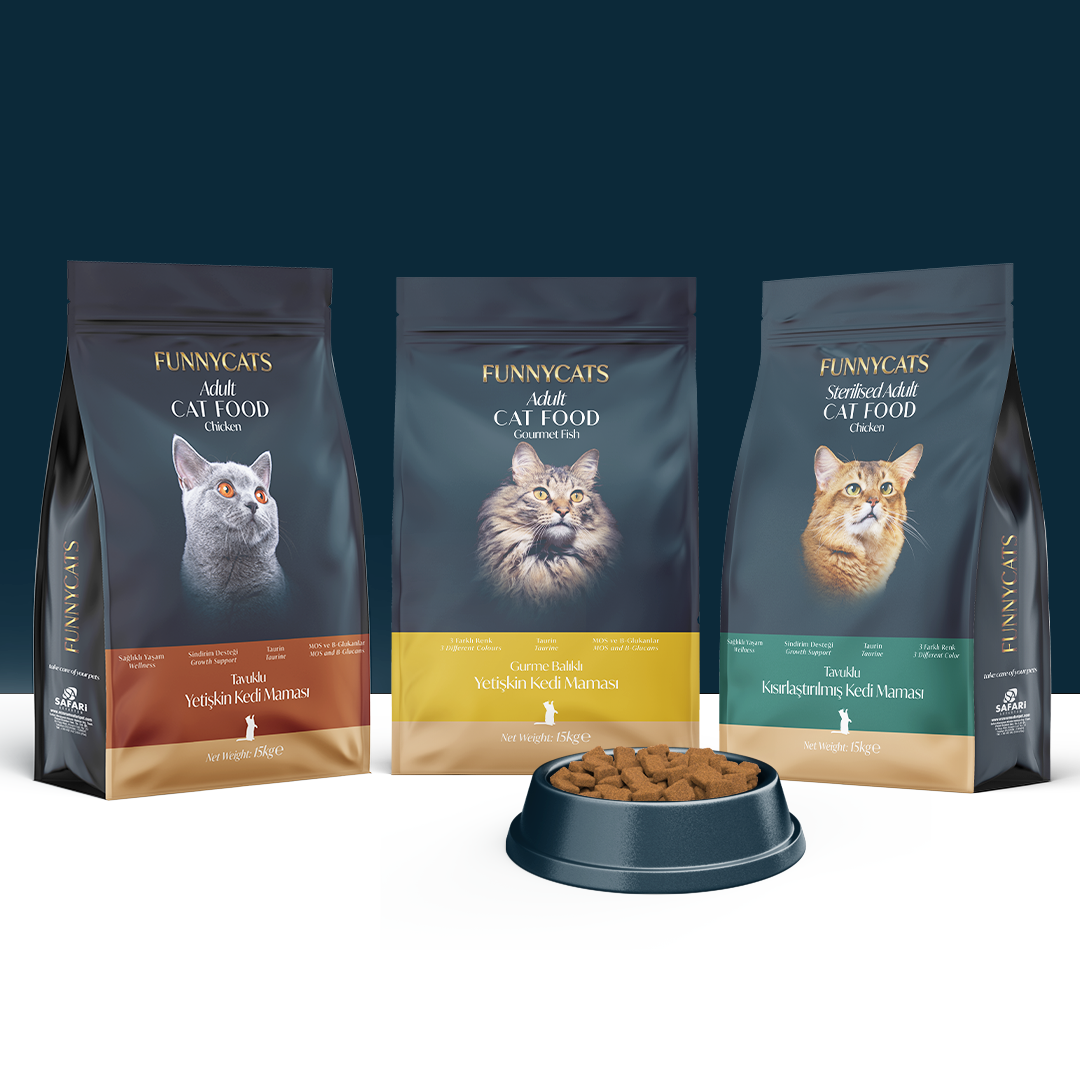 FUNNYCATS
Adult
CAT FOOD
Chicken
FUNNYCATS
take care of your pets
SAFARi
Sağlıklı Yaşam
Wellness
Sindirim Desteği
Growth Support
Taurin
Taurine
MOS ve B-Glukanlar
MOS and B-Glucans
Tavuklu
Yetişkin Kedi Maması
Net Weight: 15kg℮
FUNNYCATS
Adult
CAT FOOD
Gourmet Fish
3 Farklı Renk
3 Different Colours
Taurin
Taurine
MOS ve B-Glukanlar
MOS and B-Glucans
Gurme Balıklı
Yetişkin Kedi Maması
Net Weight: 15kg℮
FUNNYCATS
Sterilised Adult
CAT FOOD
Chicken
Sağlıklı Yaşam
Wellness
Sindirim Desteği
Growth Support
Taurin
Taurine
3 Farklı Renk
3 Different Color
Tavuklu
Kısırlaştırılmış Kedi Maması
Net Weight: 15kg℮
FUNNYCATS
take care of your pets
SAFARi